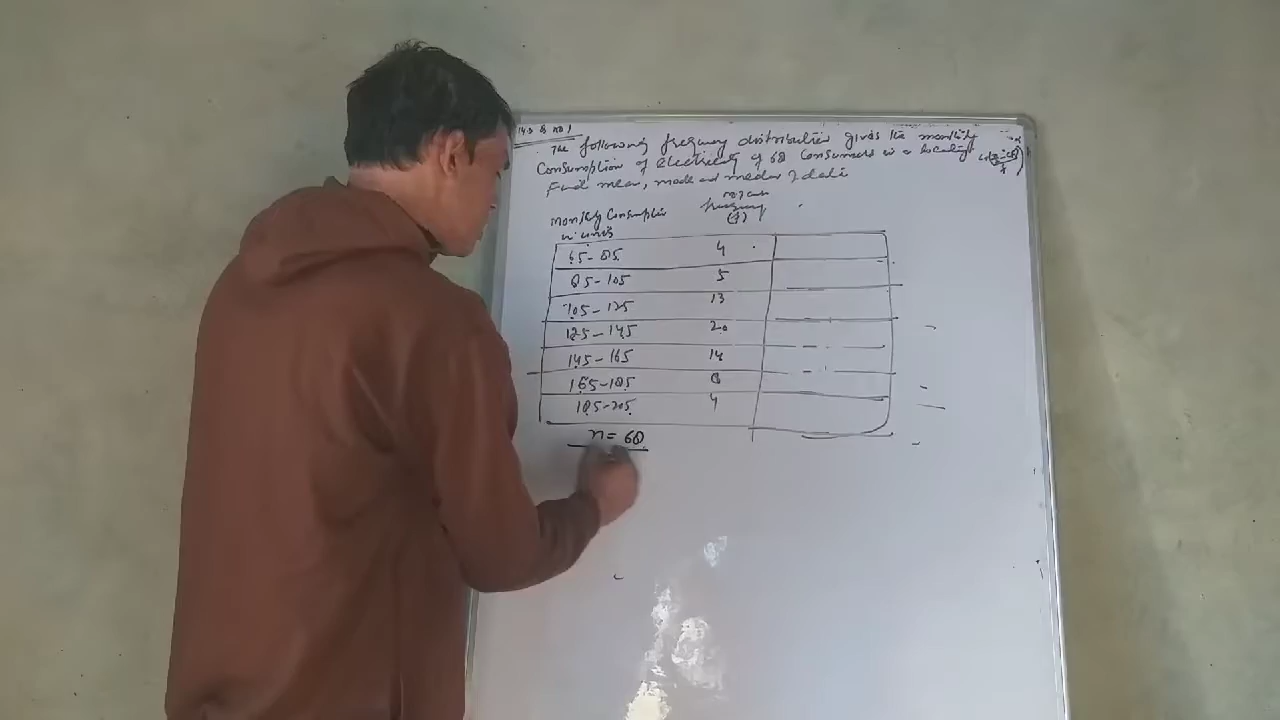 The following frequency distribution gives the monthly
Consumption of electricity of 68 Consumers in a locality
Find mean, mode and median of data
Monthly Consumption
in units
frequency
(f)
65-85 4
85-105 5
105-125 13
125-145 20
145-165 14
165-185 8
185-205 4
n = 68